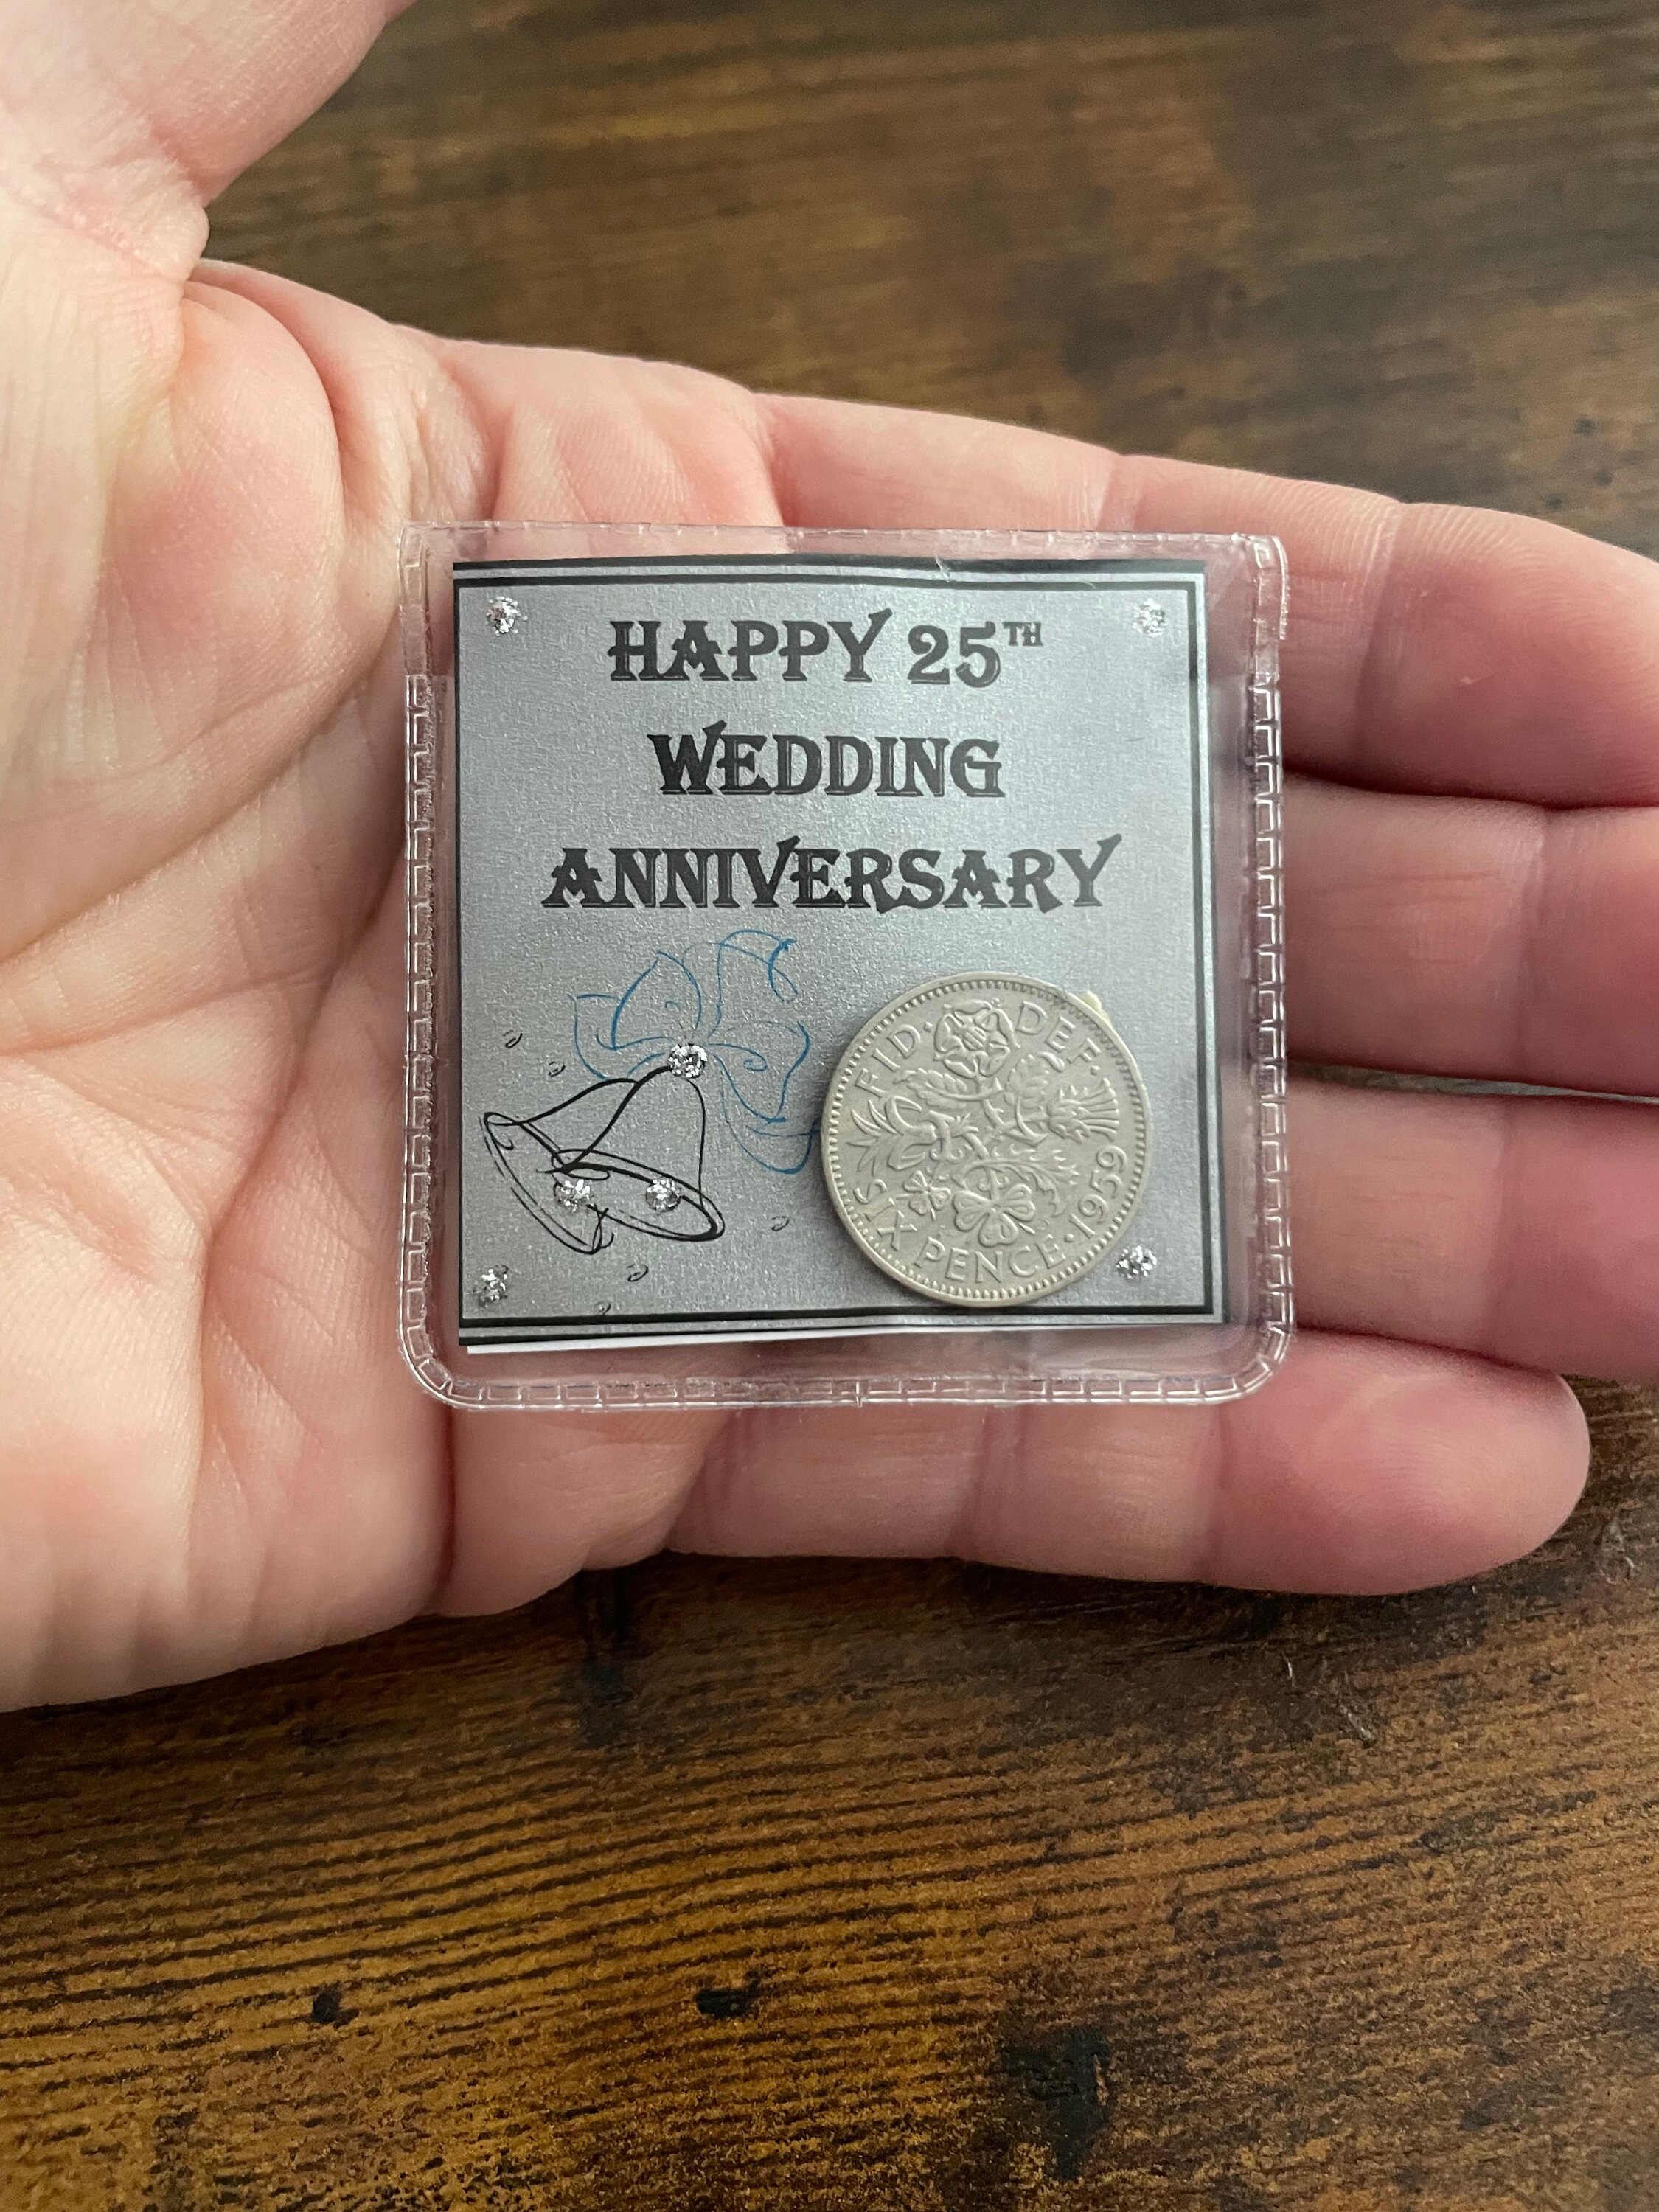 HAPPY 25TH
WEDDING
ANNIVERSARY
FID · DEF ·
SIX PENCE · 1959